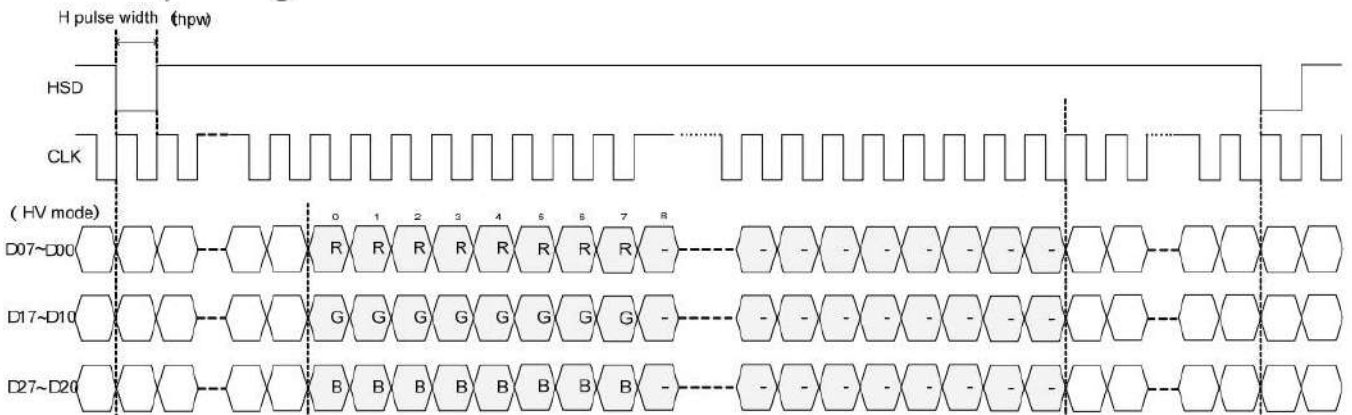 H pulse width (thpw)
HSD
CLK
( HV mode)
0 1 2 3 4 5 6 7 8
D07~D00 R R R R R R R R - - - - - - - - -
D17~D10 G G G G G G G G - - - - - - - - -
D27~D20 B B B B B B B B - - - - - - - - -